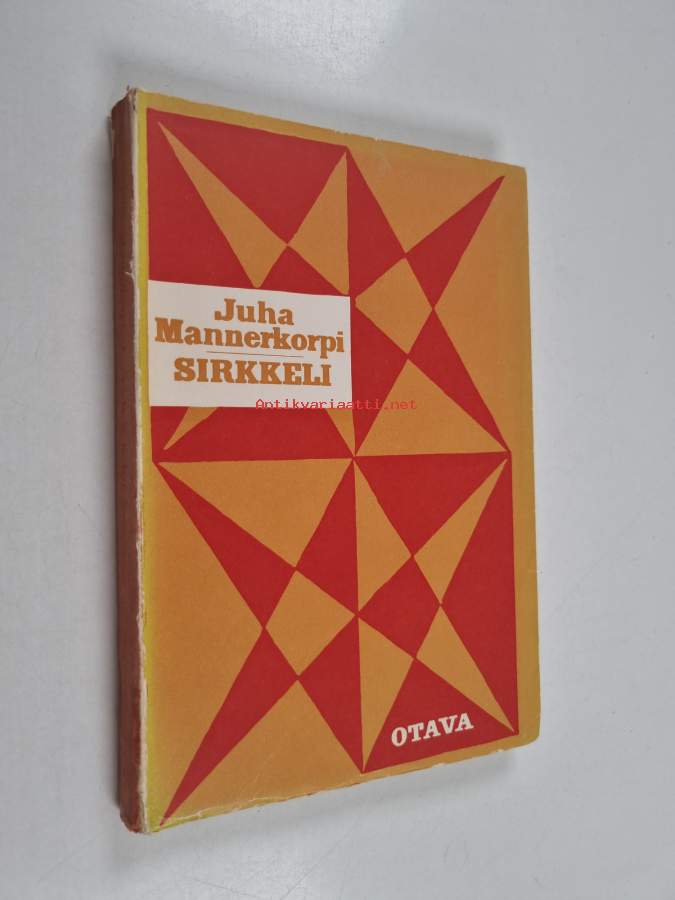 Juha
Mannerkorpi
SIRKKELI
Antikvariaatti.net
OTAVA